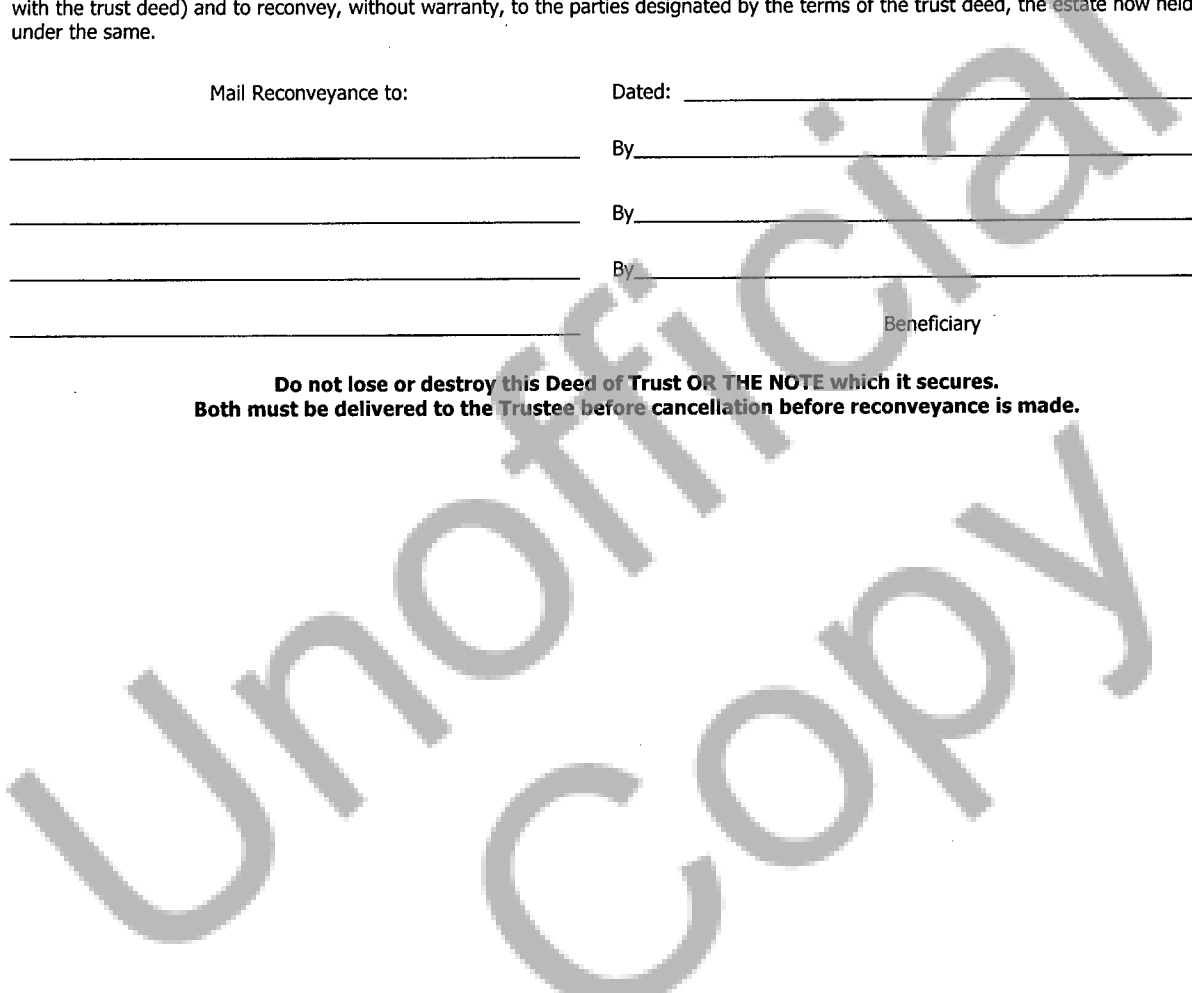 with the trust deed) and to reconvey, without warranty, to the parties designated by the terms of the trust deed, the estate now held
under the same.
Mail Reconveyance to:
Dated:
By
By
By
Beneficiary
Do not lose or destroy this Deed of Trust OR THE NOTE which it secures.
Both must be delivered to the Trustee before cancellation before reconveyance is made.
Unofficial
Copy